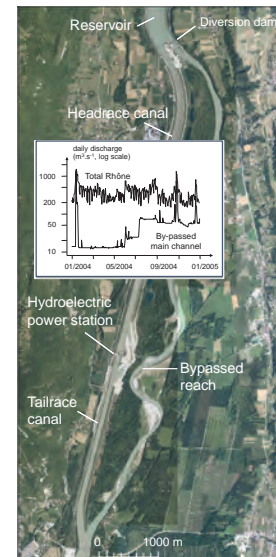 Reservoir
Diversion dam
Headrace canal
daily discharge
(m³.s⁻¹, log scale)
1000
Total Rhône
200
50
By-passed
main channel
10
01/2004 05/2004 09/2004 01/2005
Hydroelectric
power station
Bypassed
reach
Tailrace
canal
0 1000 m